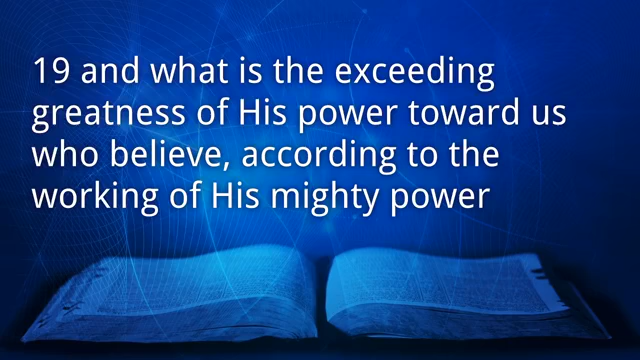 19 and what is the exceeding
greatness of His power toward us
who believe, according to the
working of His mighty power